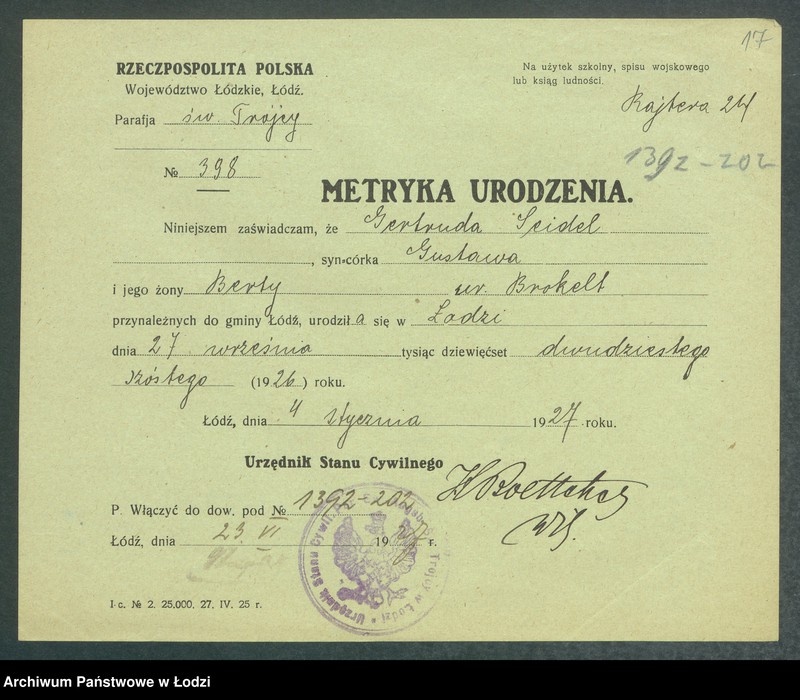 17
RZECZPOSPOLITA POLSKA
Województwo Łódzkie, Łódź.
Parafja św. Trójcy
№ 398
Na użytek szkolny, spisu wojskowego
lub ksiąg ludności.
Rajtera 24
1392-202
METRYKA URODZENIA.
Niniejszem zaświadczam, że Gertruda Seidel
, syn-córka Gustawa
i jego żony Berty ur. Brokelt
przynależnych do gminy Łódź, urodził a się w Łodzi
dnia 27 września tysiąc dziewięćset dwudziestego
szóstego (1926) roku.
Łódź, dnia 4 stycznia 1927 roku.
Urzędnik Stanu Cywilnego
P. Włączyć do dow. pod № 1392-202
Łódź, dnia 23 VI 19 r.
I·c. № 2. 25.000. 27. IV. 25 r.
Archiwum Państwowe w Łodzi